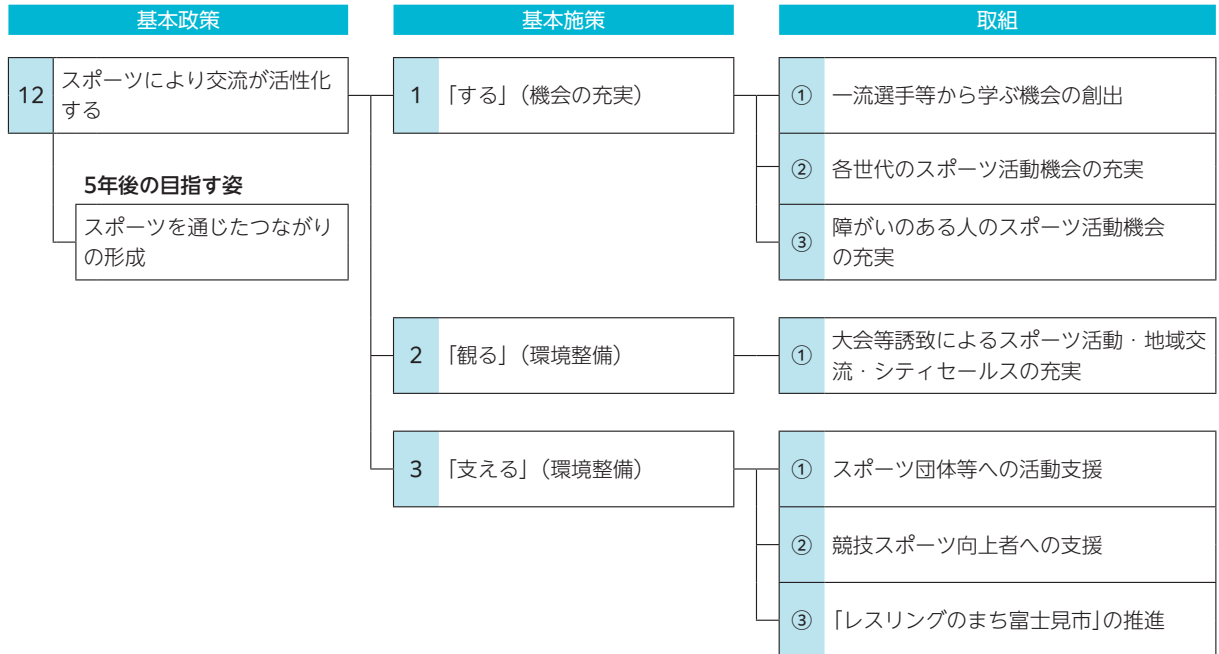 基本政策
基本施策
取組
12
スポーツにより交流が活性化
する
5年後の目指す姿
スポーツを通じたつながり
の形成
1 「する」（機会の充実）
① 一流選手等から学ぶ機会の創出
② 各世代のスポーツ活動機会の充実
③ 障がいのある人のスポーツ活動機会
の充実
2 「観る」（環境整備）
① 大会等誘致によるスポーツ活動・地域交
流・シティセールスの充実
3 「支える」（環境整備）
① スポーツ団体等への活動支援
② 競技スポーツ向上者への支援
③ 「レスリングのまち富士見市」の推進